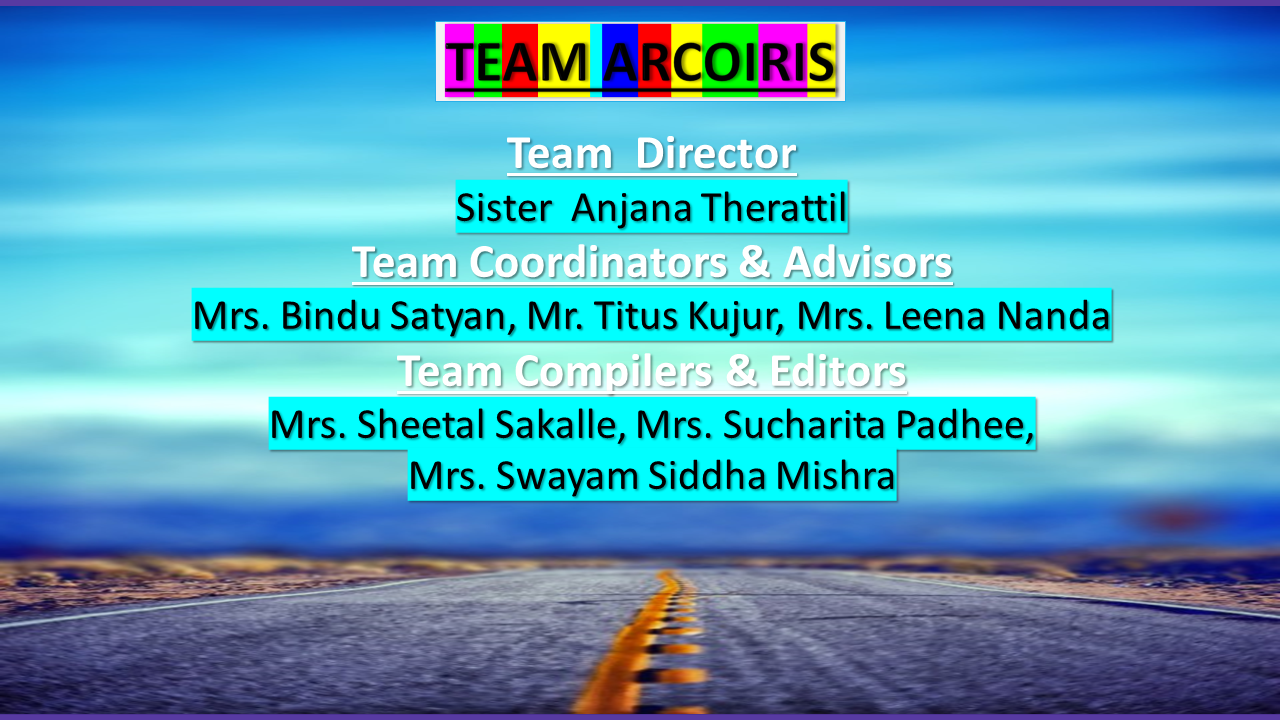 TEAM ARCOIRIS
Team Director
Sister Anjana Therattil
Team Coordinators & Advisors
Mrs. Bindu Satyan, Mr. Titus Kujur, Mrs. Leena Nanda
Team Compilers & Editors
Mrs. Sheetal Sakalle, Mrs. Sucharita Padhee,
Mrs. Swayam Siddha Mishra